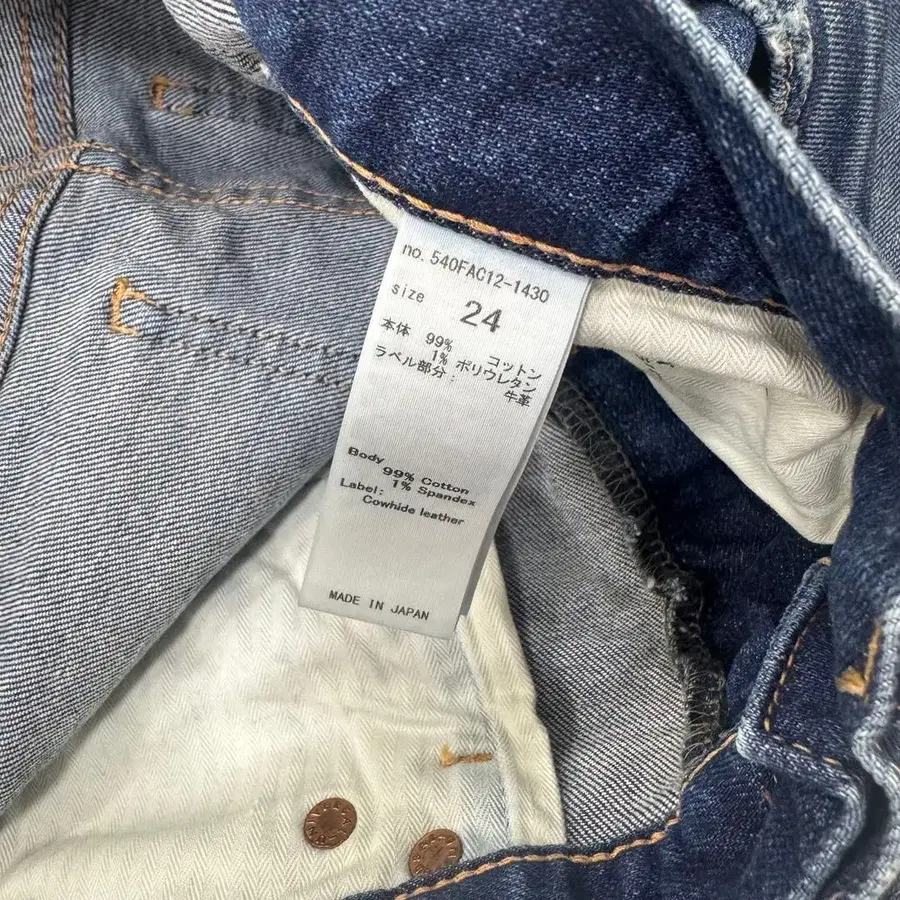 no. 540FAC12-1430
size 24
本体 99% コットン
1% ポリウレタン
ラベル部分: 牛革
Body
99% Cotton
1% Spandex
Label:
Cowhide leather
MADE IN JAPAN